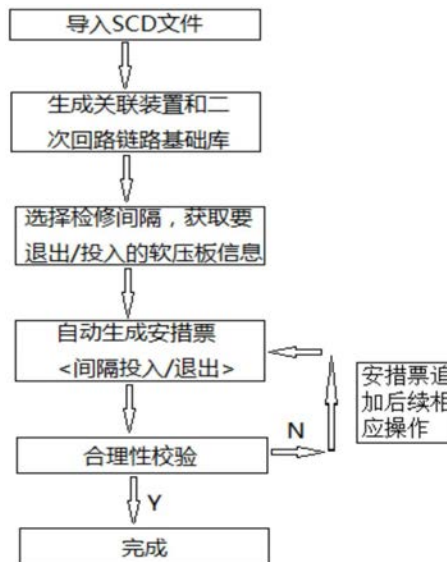 导入SCD文件
生成关联装置和二
次回路链路基础库
选择检修间隔，获取要
退出/投入的软压板信息
自动生成安措票
<间隔投入/退出>
安措票追
加后续相
应操作
N
合理性校验
Y
完成